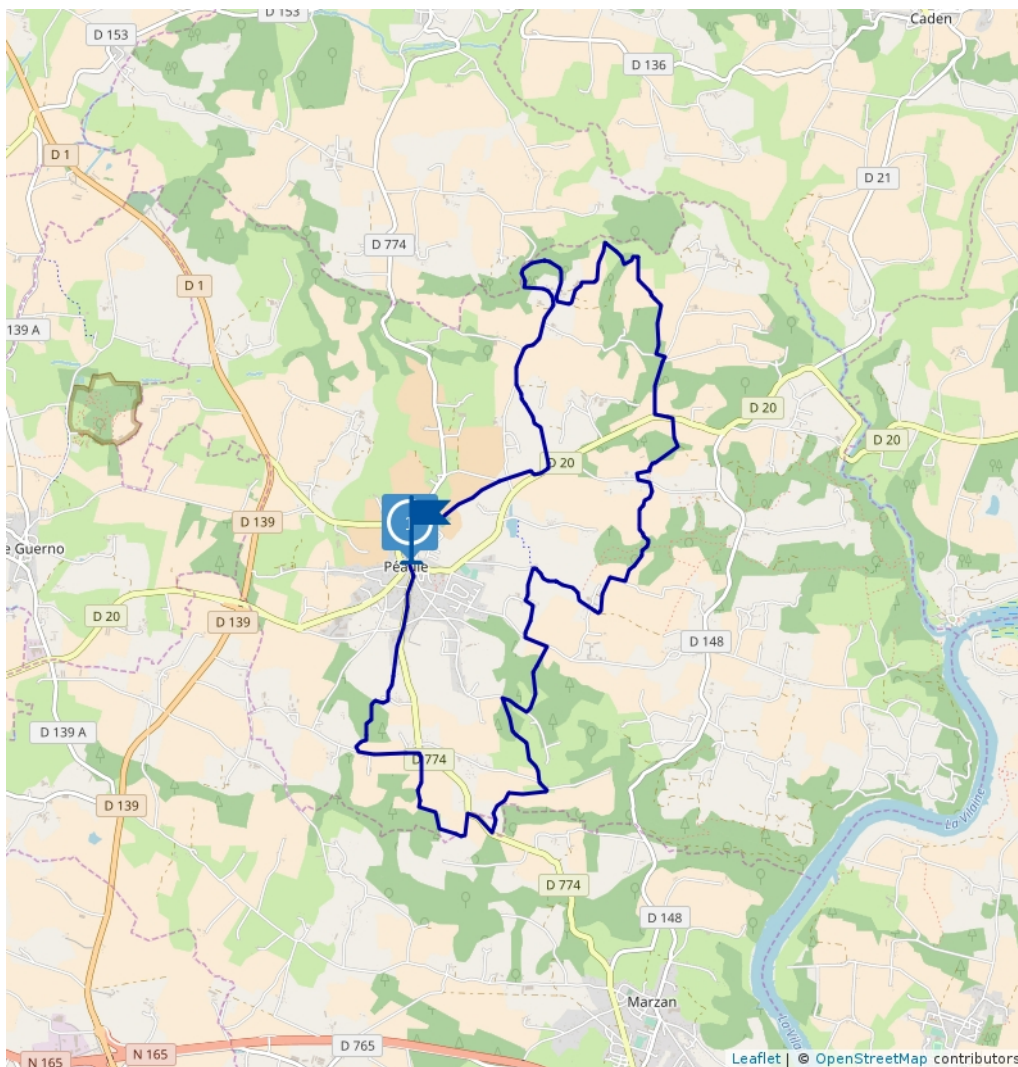 D 153
Caden
D 153
D 136
D 1
D 21
D 774
D 1
139 A
D 20
D 20
D 20
D 139
e Guerno
Péaule
D 20
D 139
D 148
D 139 A
D 774
D 139
La Vilaine
D 774
D 148
Marzan
N 165
N 165
D 765
Leaflet | © OpenStreetMap contributors